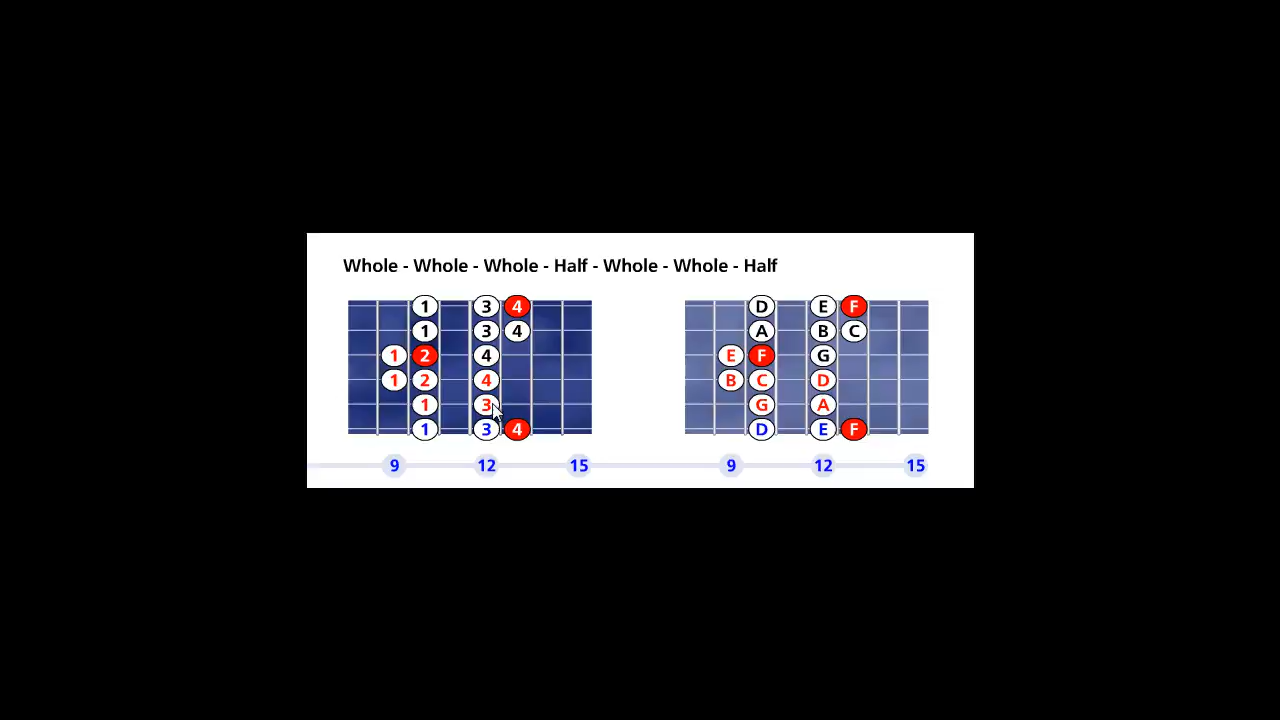 Whole - Whole - Whole - Half - Whole - Whole - Half
1 3 4 D E F
1 3 4 A B C
1 2 4 E F G
1 2 4 B C D
1 3 G A
1 3 4 D E F
9 12 15 9 12 15